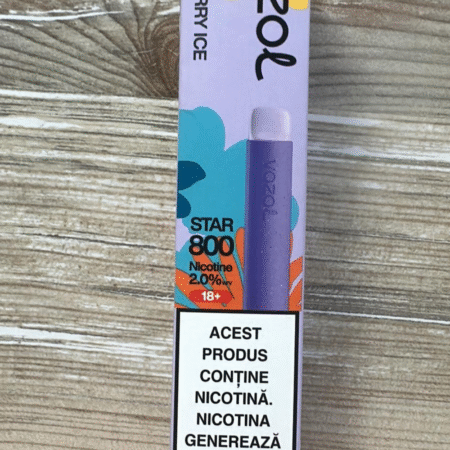 ZOL
RRY ICE
VOZOL
STAR
800
Nicotine
2.0%
18+
ACEST
PRODUS
CONȚINE
NICOTINĂ.
NICOTINA
GENEREAZĂ